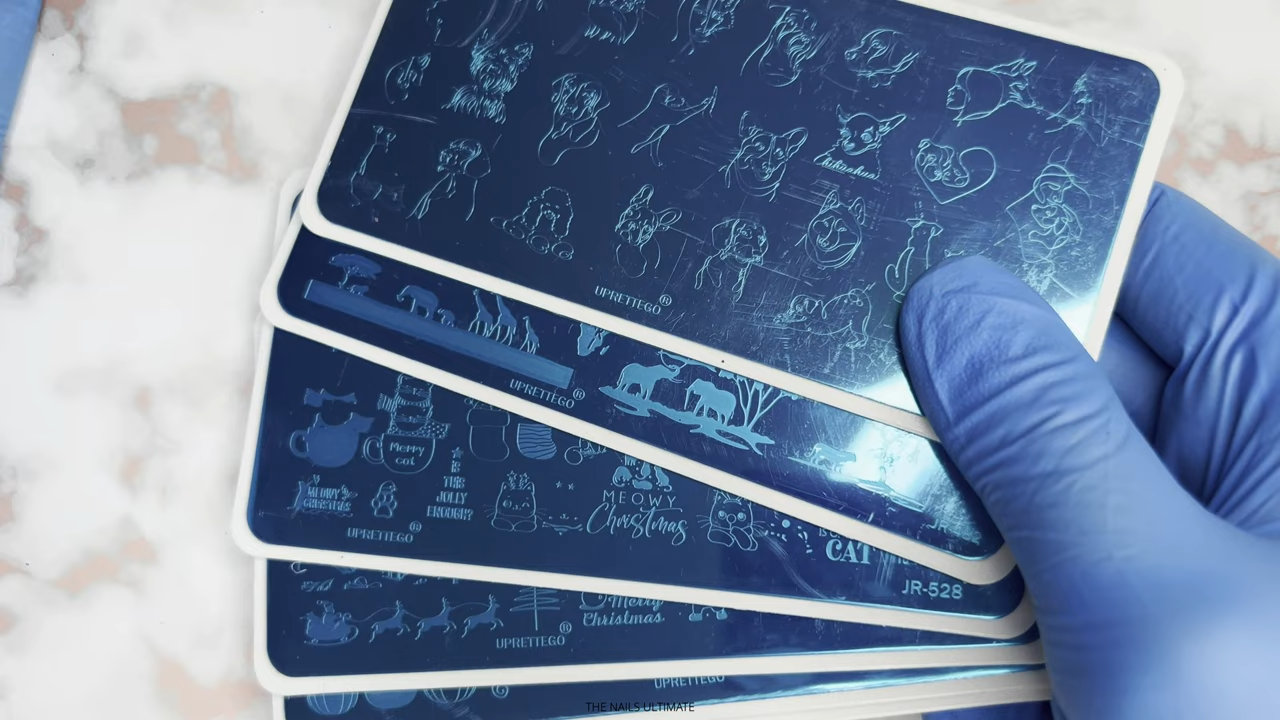 Chihuahua
UPRETTEGO®
UPRETTEGO®
Merry
cat
IS
THIS
JOLLY
ENOUGH?
MEOWY
CHRISTMAS
MEOWY
Christmas
UPRETTEGO®
CAT
JR-528
Merry
Christmas
UPRETTEGO®
UPRETTEGO
THE NAILS ULTIMATE